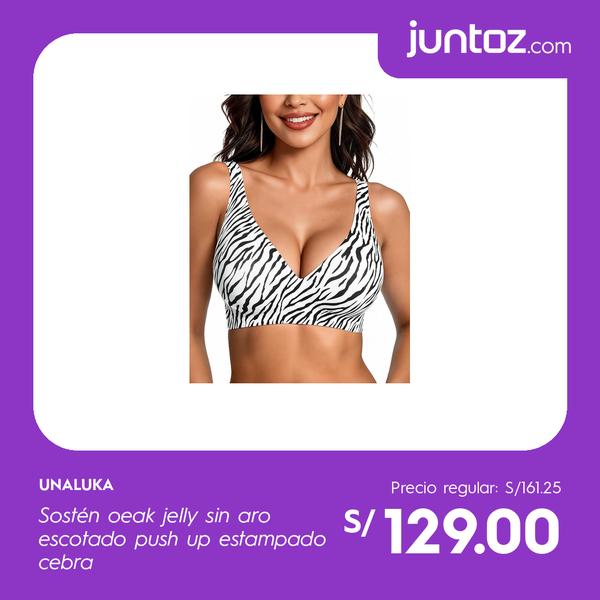 juntoz.com
UNALUKA
Sostén oeak jelly sin aro
escotado push up estampado
cebra
Precio regular: S/161.25
S/129.00